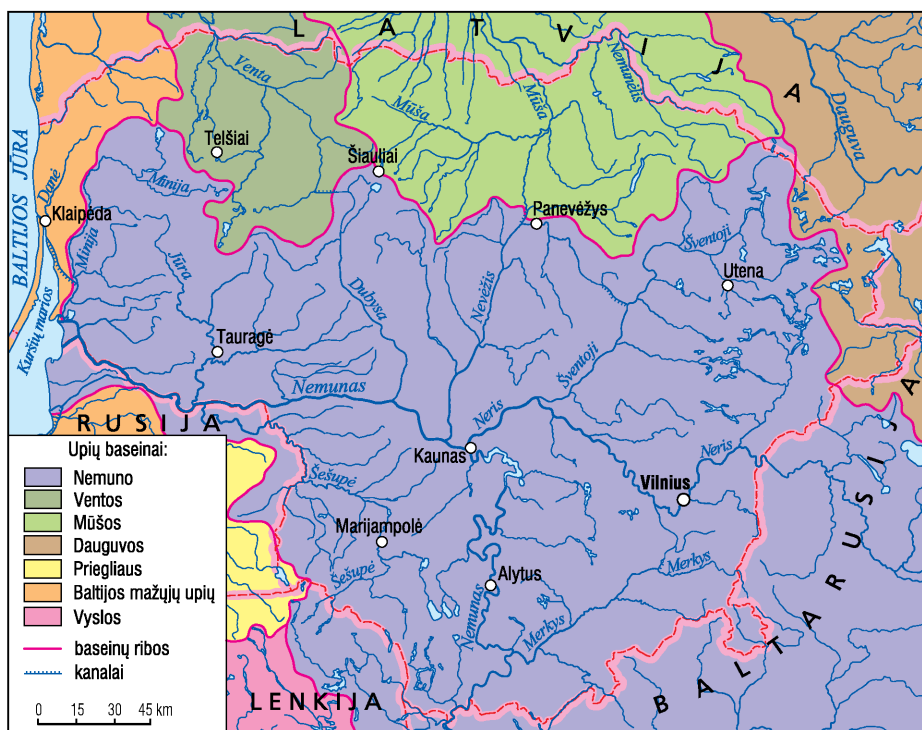 LATVIJA
Venta
Nemunėlis
Mūša
Mūša
Dauguva
Telšiai
Šiauliai
Minija
BALTIJOS JŪRA
Danė
Klaipėda
Panevėžys
Minija
Šventoji
Jūra
Utena
Dubysa
Nevėžis
Kuršių marios
Tauragė
Šventoji
Nemunas
RUSIJA
Neris
Kaunas
Neris
Upių baseinai:
Nemuno
Ventos
Mūšos
Dauguvos
Priegliaus
Baltijos mažųjų upių
Vyslos
baseinų ribos
kanalai
0 15 30 45 km
Šešupė
Vilnius
Marijampolė
Šešupė
Merkys
Alytus
Nemunas
Merkys
LENKIJA
BALTARUSIJA